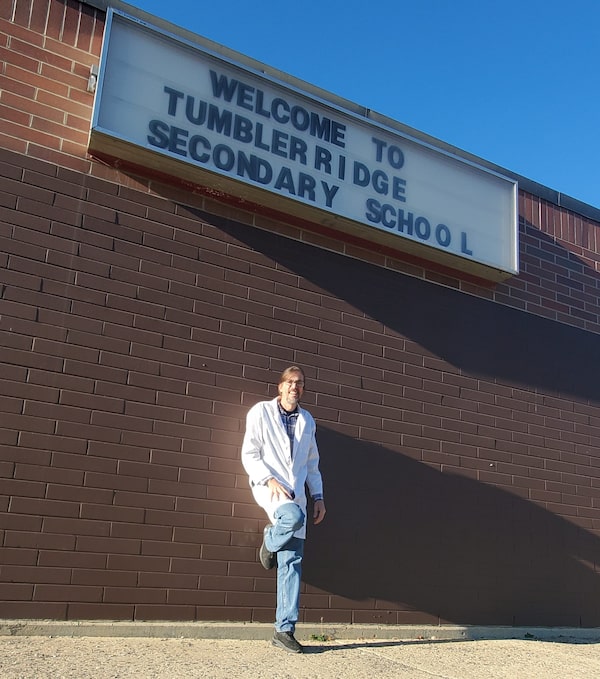 WELCOME TO
TUMBLER RIDGE
SECONDARY SCHOOL